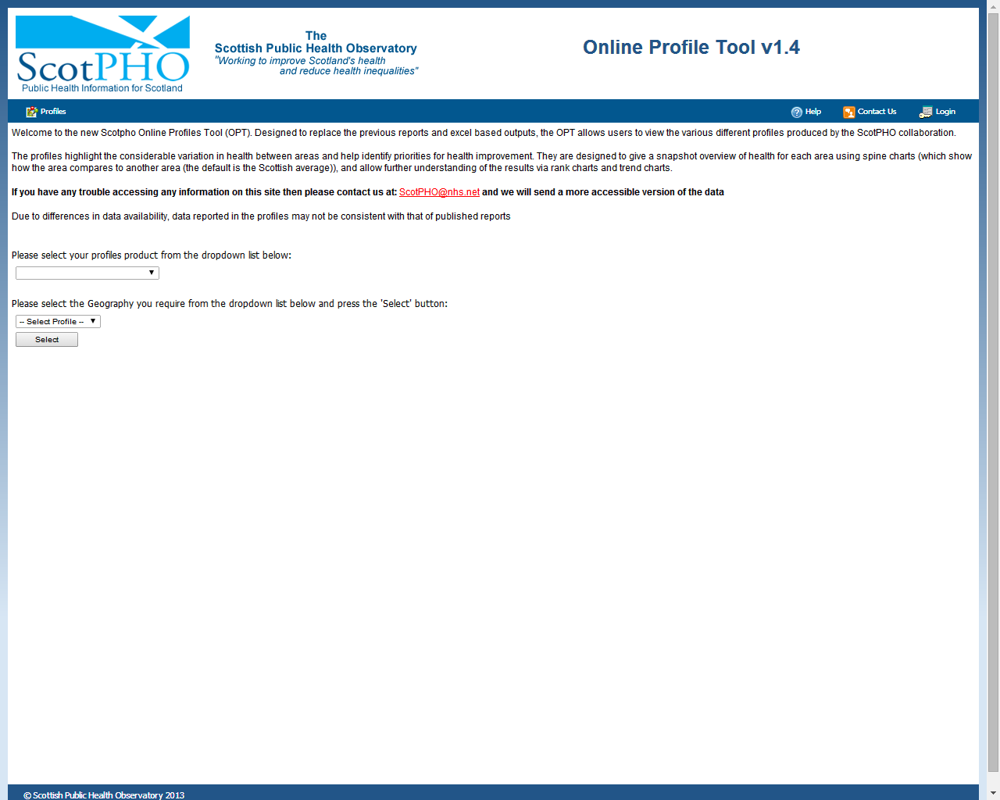 ScotPHO
Public Health Information for Scotland
The
Scottish Public Health Observatory
"Working to improve Scotland's health
and reduce health inequalities"
Online Profile Tool v1.4
Profiles
Help
Contact Us
Login
Welcome to the new Scotpho Online Profiles Tool (OPT). Designed to replace the previous reports and excel based outputs, the OPT allows users to view the various different profiles produced by the ScotPHO collaboration.
The profiles highlight the considerable variation in health between areas and help identify priorities for health improvement. They are designed to give a snapshot overview of health for each area using spine charts (which show
how the area compares to another area (the default is the Scottish average)), and allow further understanding of the results via rank charts and trend charts.
If you have any trouble accessing any information on this site then please contact us at: ScotPHO@nhs.net and we will send a more accessible version of the data
Due to differences in data availability, data reported in the profiles may not be consistent with that of published reports
Please select your profiles product from the dropdown list below:
Please select the Geography you require from the dropdown list below and press the 'Select' button:
-- Select Profile --
Select
© Scottish Public Health Observatory 2013